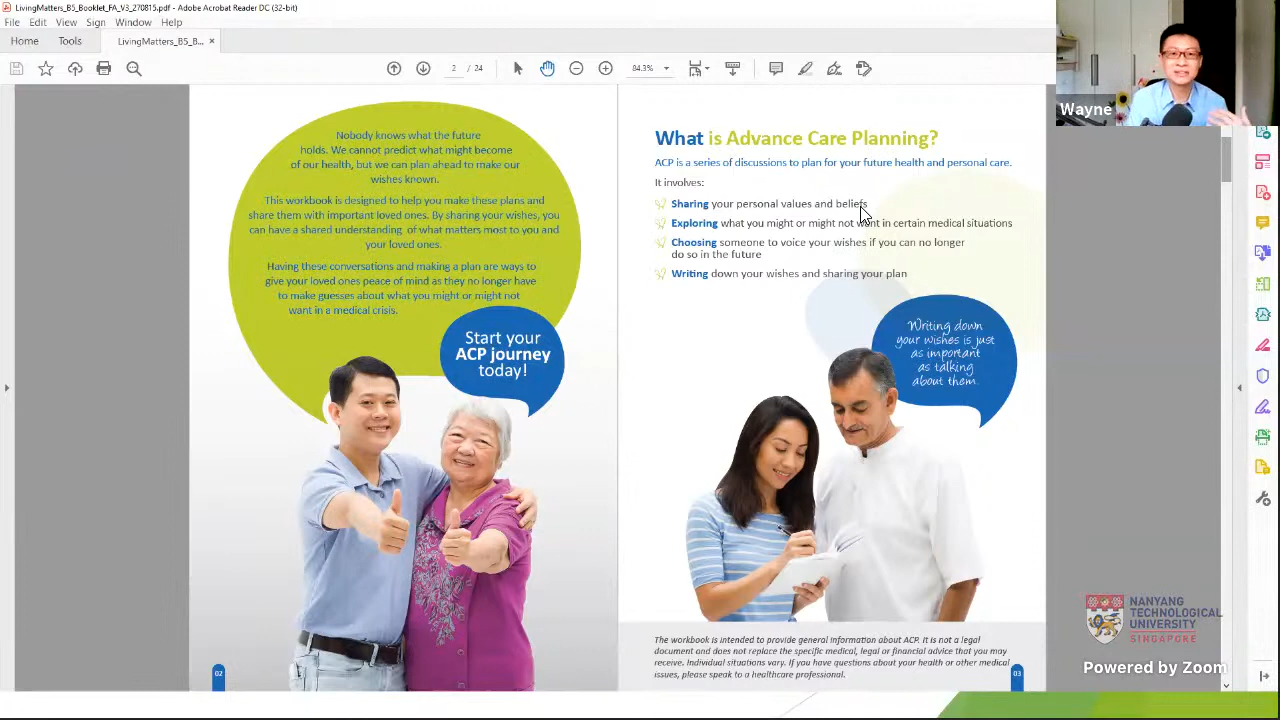 LivingMatters_B5_Booklet_FA_V3_270815.pdf - Adobe Acrobat Reader DC (32-bit)
File Edit View Sign Window Help
Home Tools LivingMatters_B5_B... ×
2 / 24 84.3%
Wayne
Nobody knows what the future
holds. We cannot predict what might become
of our health, but we can plan ahead to make our
wishes known.
This workbook is designed to help you make these plans and
share them with important loved ones. By sharing your wishes, you
can have a shared understanding of what matters most to you and
your loved ones.
Having these conversations and making a plan are ways to
give your loved ones peace of mind as they no longer have
to make guesses about what you might or might not
want in a medical crisis.
Start your
ACP journey
today!
02
What is Advance Care Planning?
ACP is a series of discussions to plan for your future health and personal care.
It involves:
Sharing your personal values and beliefs
Exploring what you might or might not want in certain medical situations
Choosing someone to voice your wishes if you can no longer
do so in the future
Writing down your wishes and sharing your plan
Writing down
your wishes is just
as important
as talking
about them.
The workbook is intended to provide general information about ACP. It is not a legal
document and does not replace the specific medical, legal or financial advice that you may
receive. Individual situations vary. If you have questions about your health or other medical
issues, please speak to a healthcare professional.
03
NANYANG
TECHNOLOGICAL
UNIVERSITY
SINGAPORE
Powered by Zoom